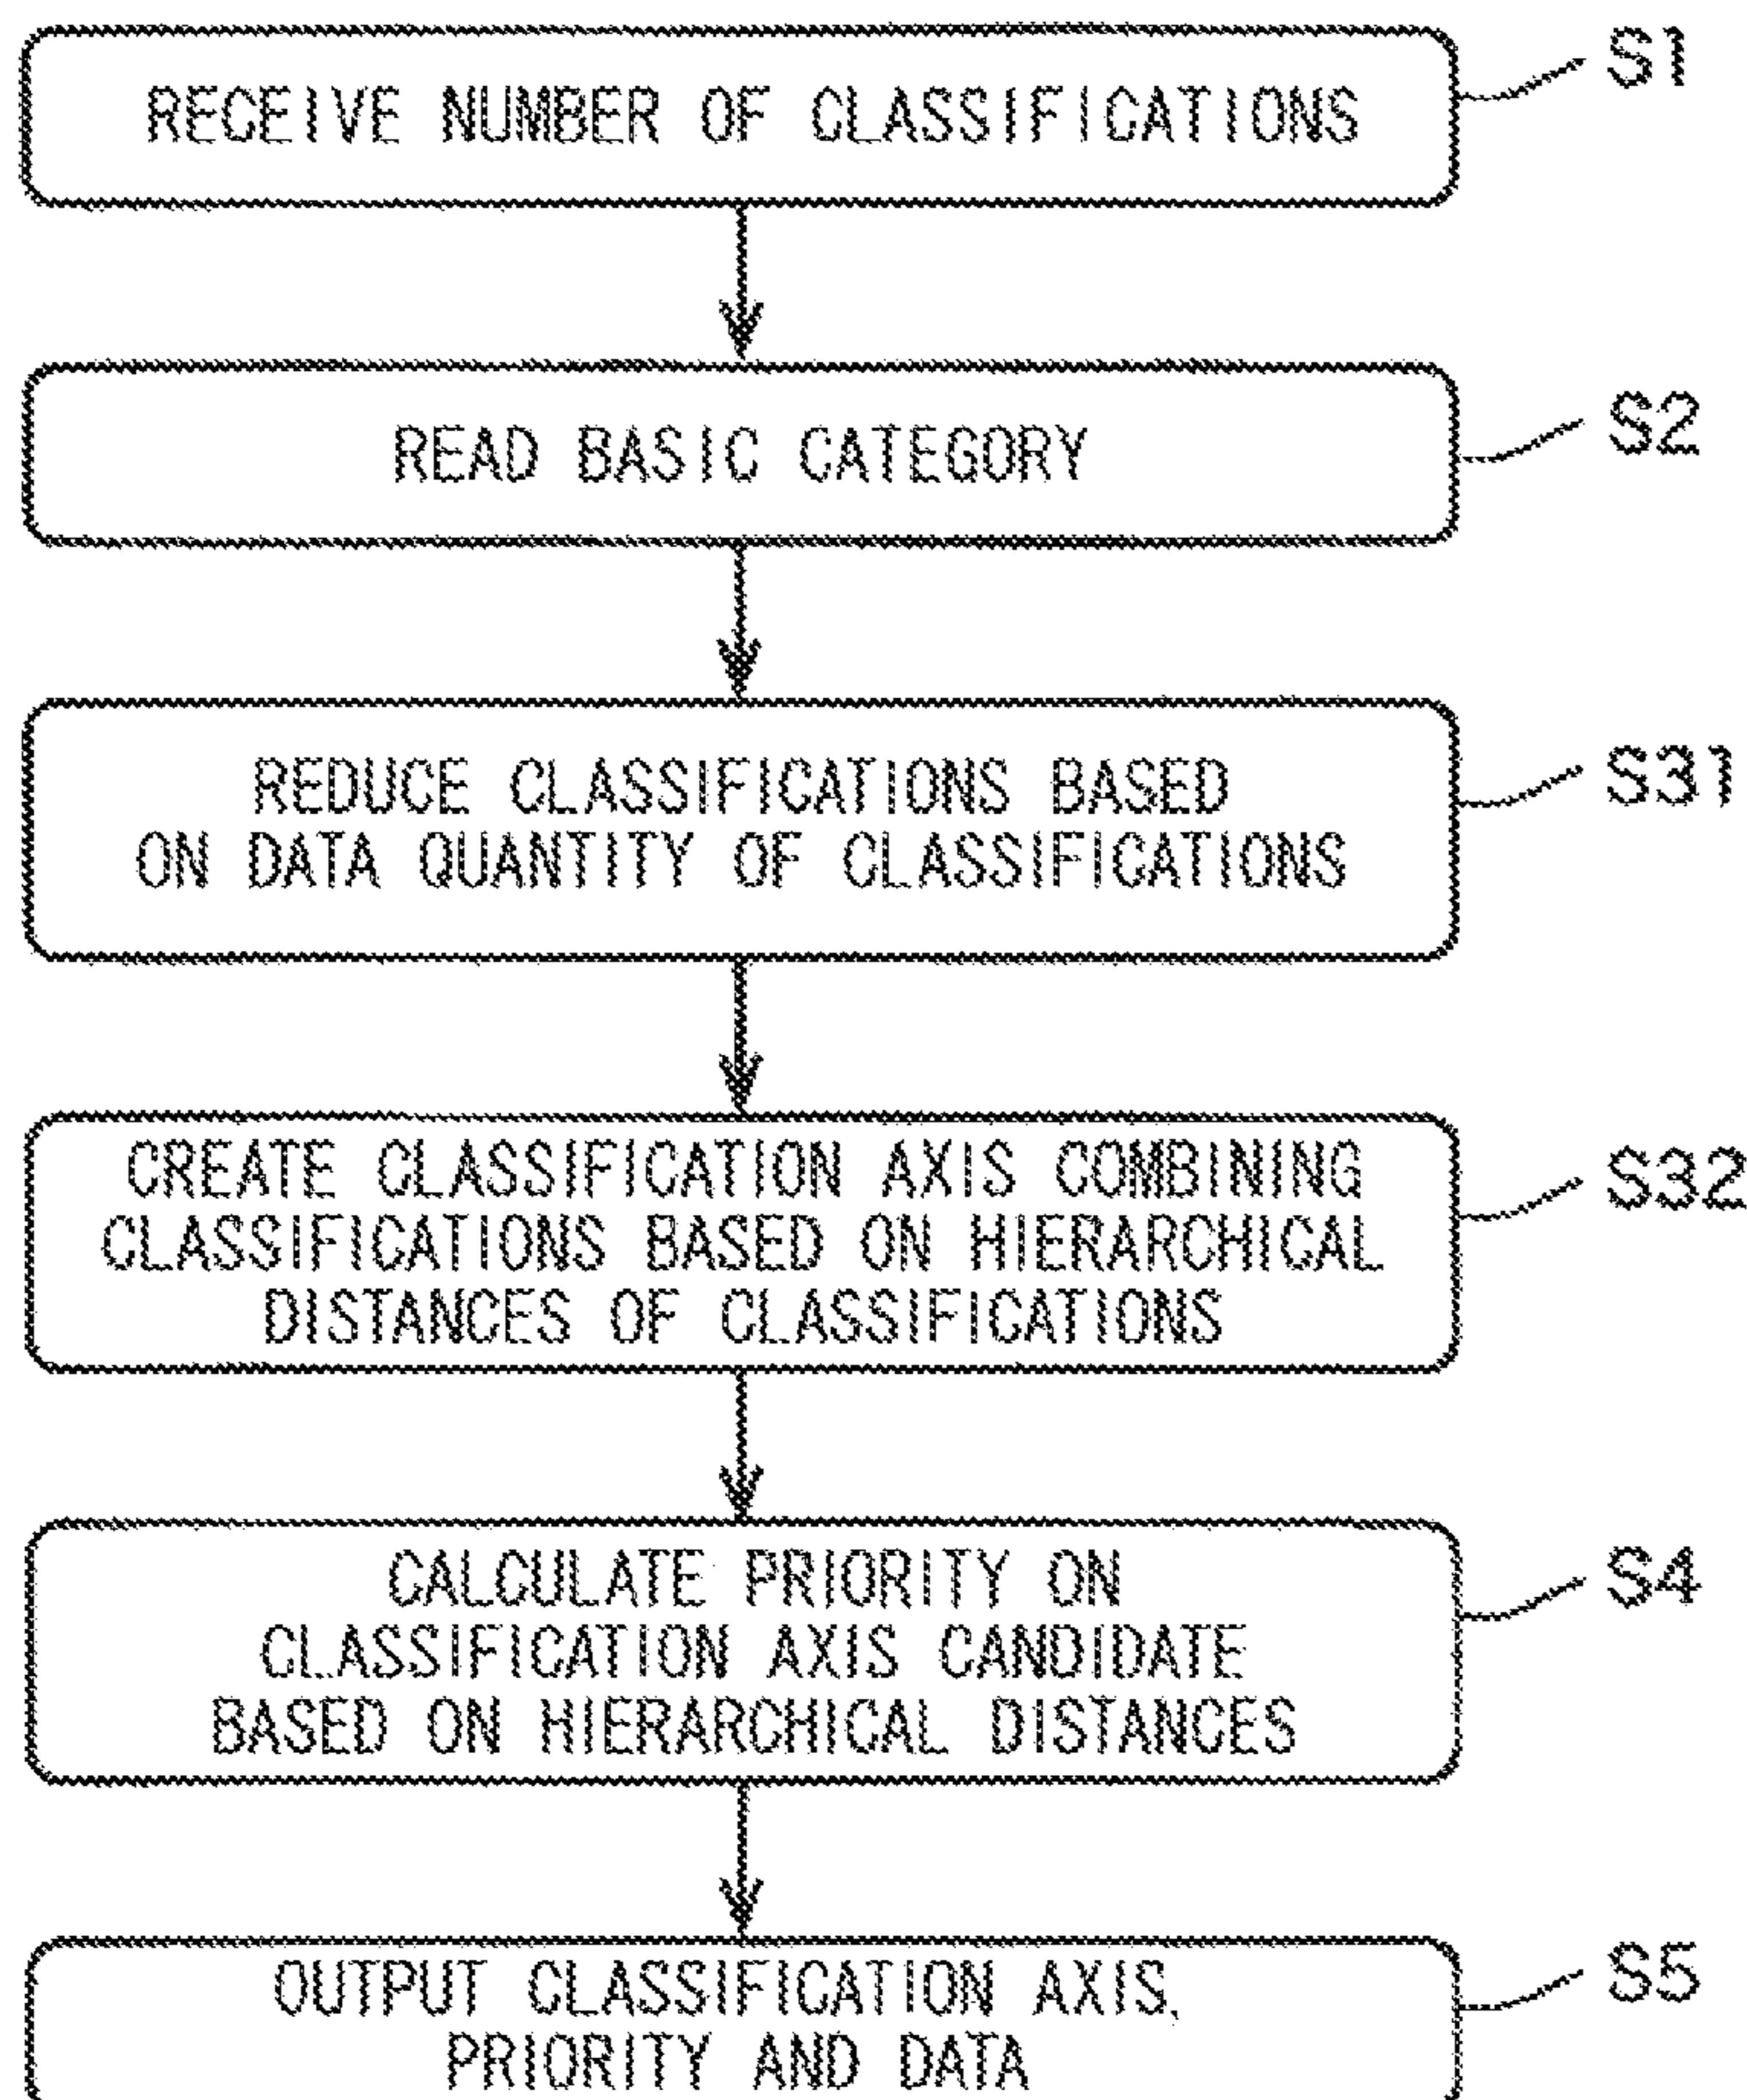 RECEIVE NUMBER OF CLASSIFICATIONS
S1
READ BASIC CATEGORY
S2
REDUCE CLASSIFICATIONS BASED
ON DATA QUANTITY OF CLASSIFICATIONS
S31
CREATE CLASSIFICATION AXIS COMBINING
CLASSIFICATIONS BASED ON HIERARCHICAL
DISTANCES OF CLASSIFICATIONS
S32
CALCULATE PRIORITY ON
CLASSIFICATION AXIS CANDIDATE
BASED ON HIERARCHICAL DISTANCES
S4
OUTPUT CLASSIFICATION AXIS,
PRIORITY AND DATA
S5